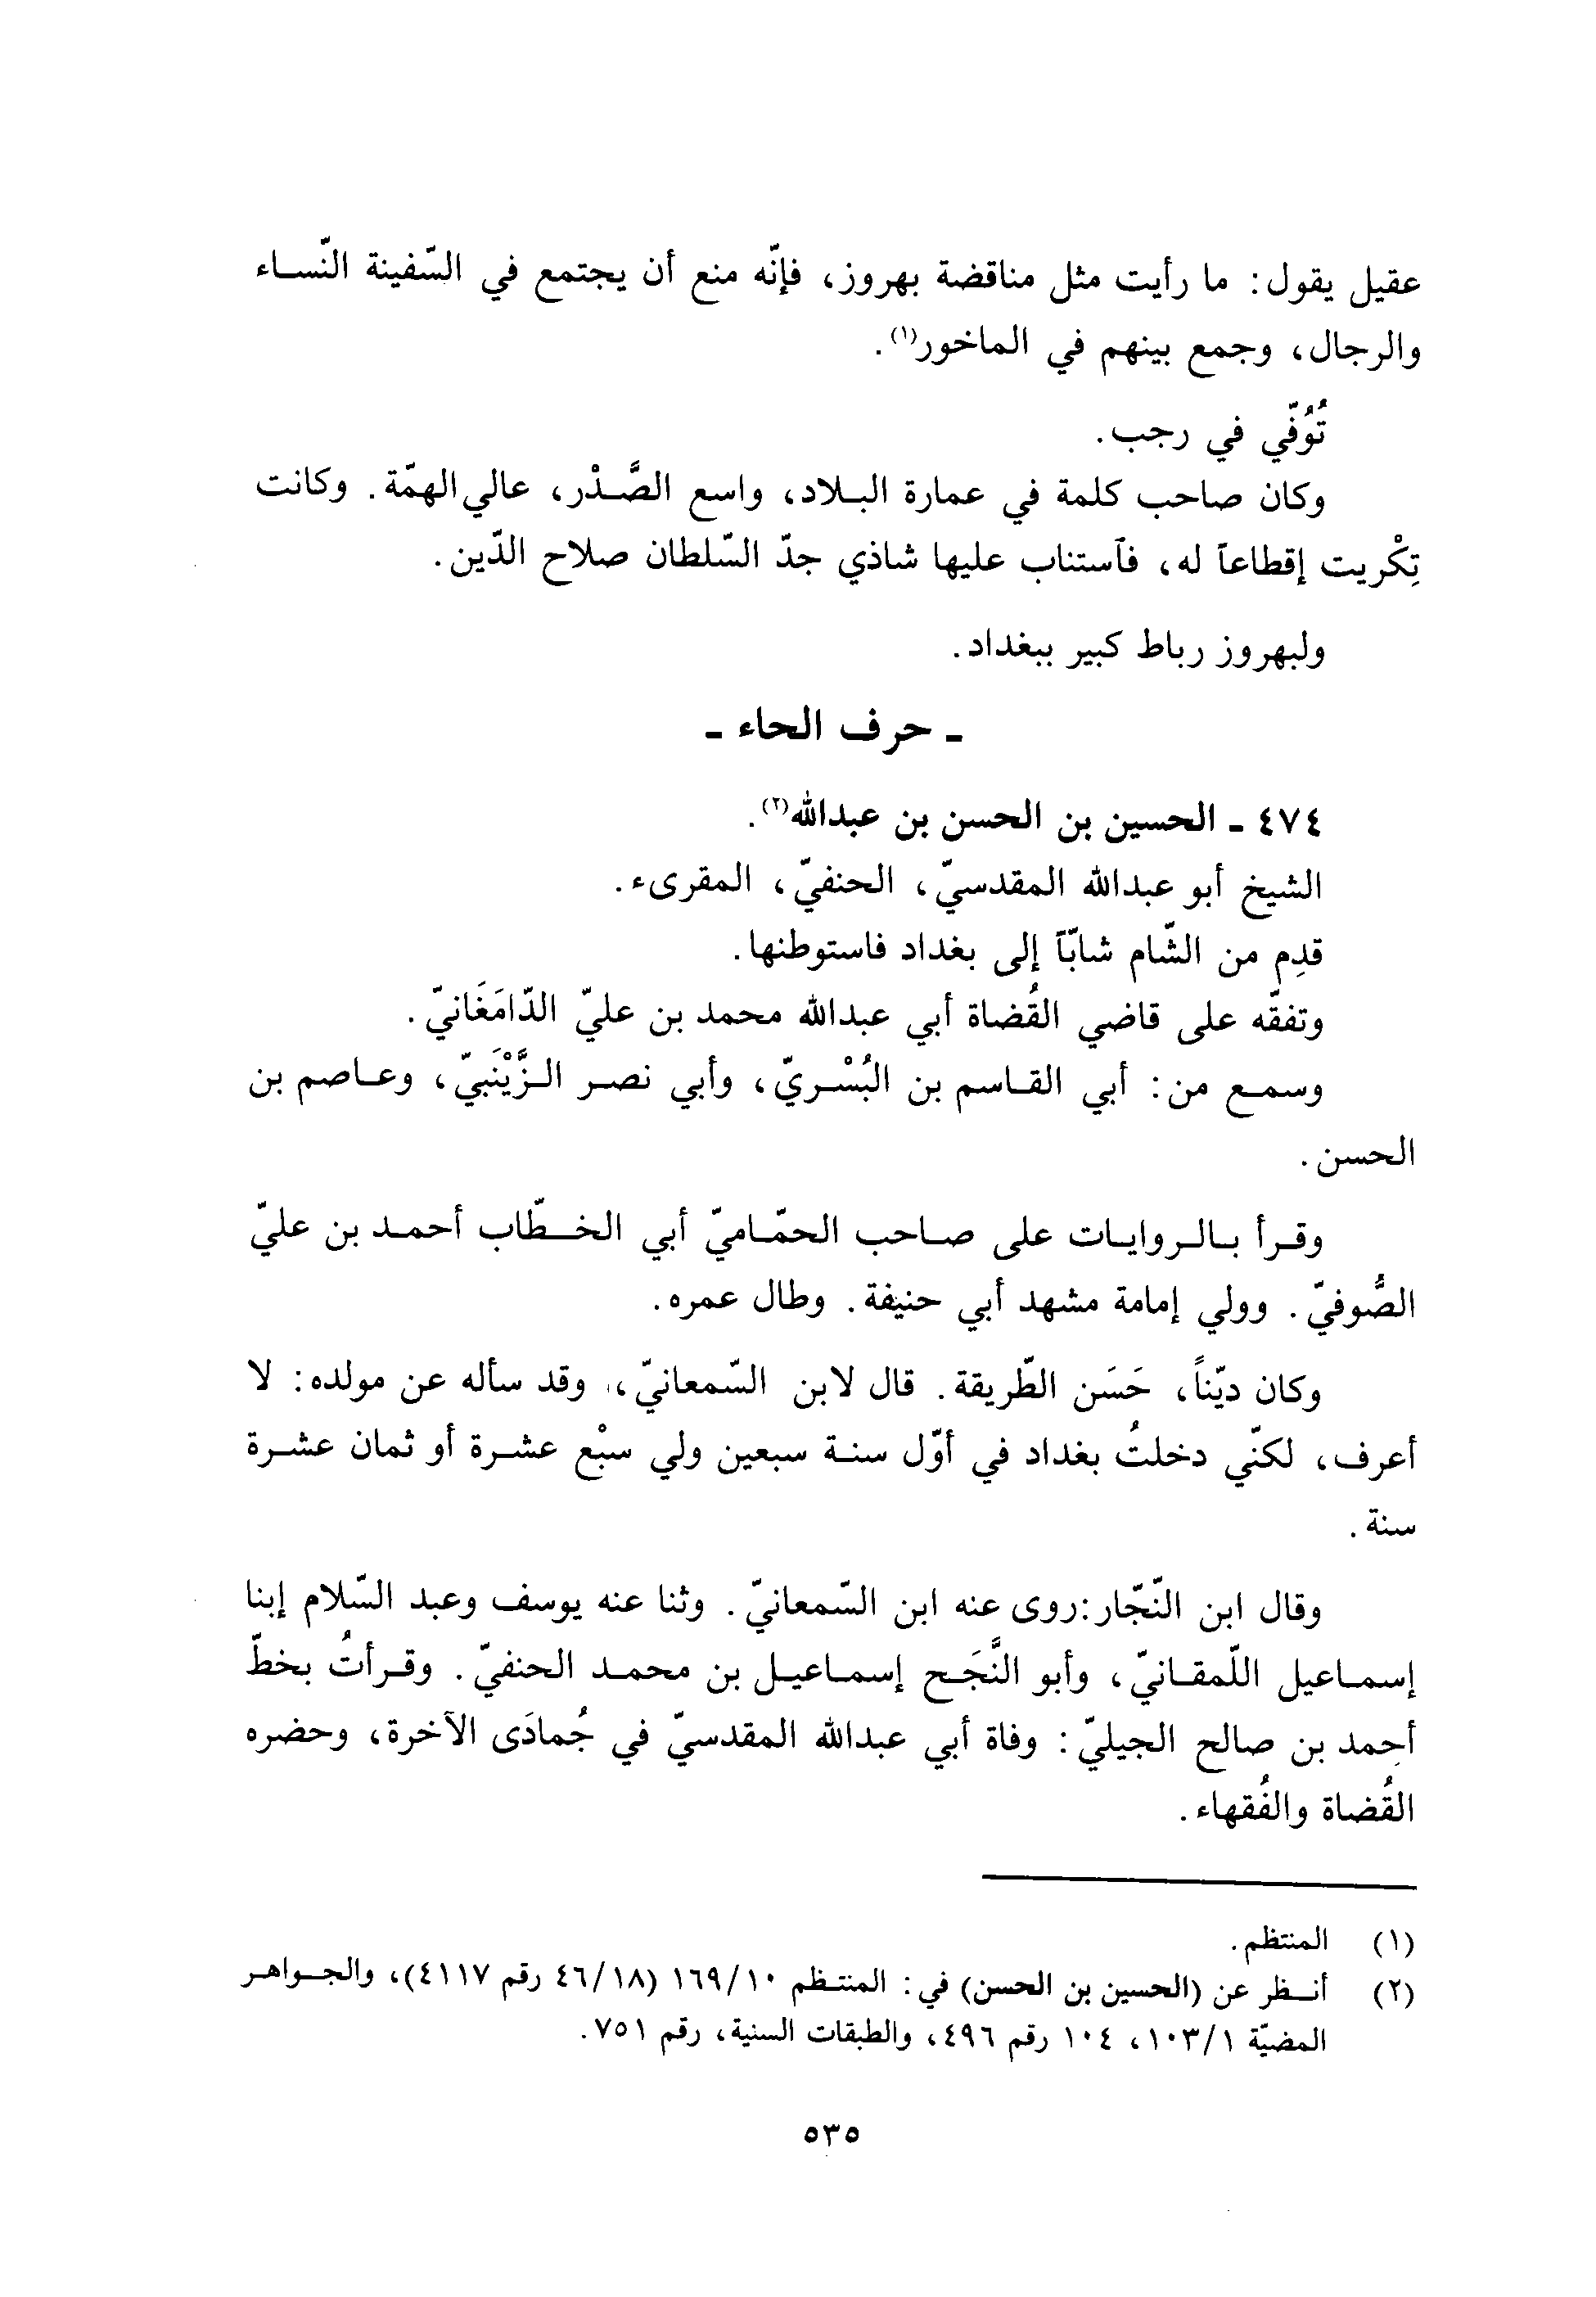 عقيل يقول: ما رأيت مثل مناقضة بهروز، فإنّه منع أن يجتمع في السّفينة النّساء
والرجال، وجمع بينهم في الماخور(١).
تُوُفّي في رجب.
وكان صاحب كلمة في عمارة البلاد، واسع الصَّدْر، عالي الهمّة. وكانت
تِكْريت إقطاعاً له، فآستناب عليها شاذي جدّ السّلطان صلاح الدّين.
ولبهروز رباط كبير ببغداد.
- حرف الحاء -
٤٧٤ - الحسين بن الحسن بن عبدالله(٢).
الشيخ أبو عبدالله المقدسيّ، الحنفيّ، المقرىء.
قدِم من الشّام شابّاً إلى بغداد فاستوطنها.
وتفقّه على قاضي القُضاة أبي عبدالله محمد بن عليّ الدّامَغَانيّ.
وسمع من: أبي القاسم بن البُسْريّ، وأبي نصر الزَّيْنَبيّ، وعاصم بن
الحسن.
وقرأ بالروايات على صاحب الحمّاميّ أبي الخطّاب أحمد بن عليّ
الصُّوفيّ. وولي إمامة مشهد أبي حنيفة. وطال عمره.
وكان ديّناً، حَسَن الطّريقة. قال لابن السّمعانيّ، وقد سأله عن مولده: لا
أعرف، لكنّي دخلتُ بغداد في أوّل سنة سبعين ولي سبْع عشرة أو ثمان عشرة
سنة.
وقال ابن النّجّار: روى عنه ابن السّمعانيّ. وثنا عنه يوسف وعبد السّلام إبنا
إسماعيل اللّمقانيّ، وأبو النَّجَح إسماعيل بن محمد الحنفيّ. وقرأتُ بخطّ
أحمد بن صالح الجيليّ: وفاة أبي عبدالله المقدسيّ في جُمادَى الآخرة، وحضره
القُضاة والفُقهاء.
(١) المنتظم.
(٢) أنظر عن (الحسين بن الحسن) في: المنتظم ١٦٩/١٠ (٤٦/١٨ رقم ٤١١٧)، والجواهر
المضيّة ١٠٣/١، ١٠٤ رقم ٤٩٦، والطبقات السنية، رقم ٧٥١.
٥٣٥